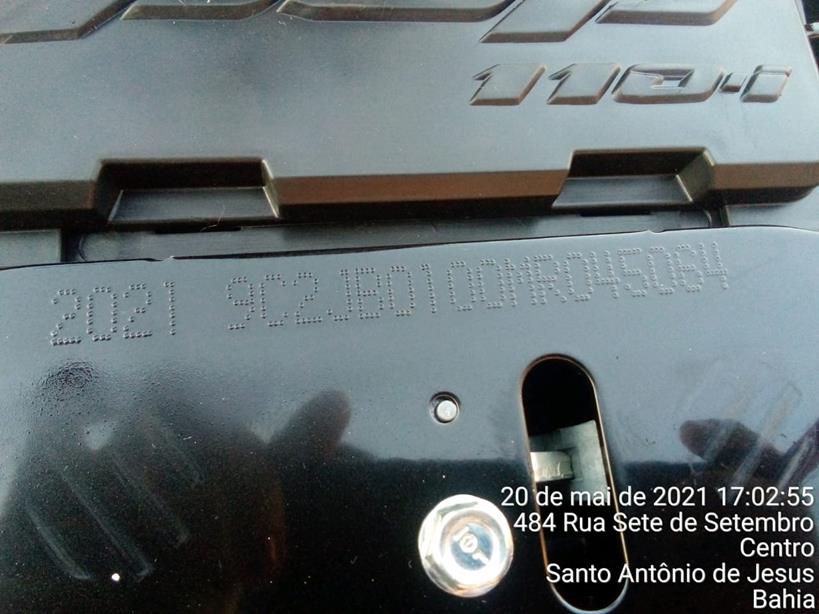 110i
2021 9C2JB0100MR045064
20 de mai de 2021 17:02:55
484 Rua Sete de Setembro
Centro
Santo Antônio de Jesus
Bahia